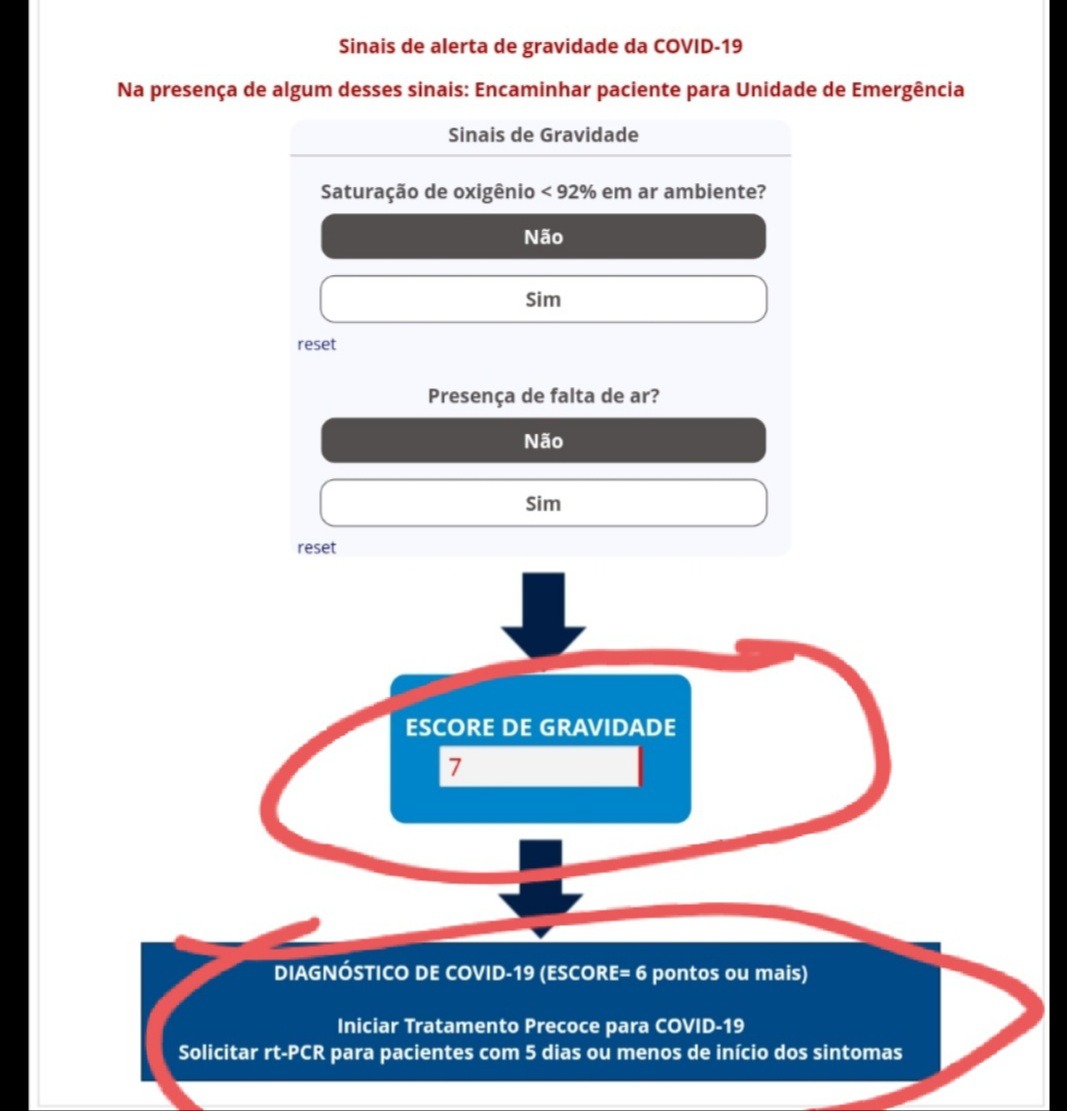 Sinais de alerta de gravidade da COVID-19
Na presença de algum desses sinais: Encaminhar paciente para Unidade de Emergência
Sinais de Gravidade
Saturação de oxigênio < 92% em ar ambiente?
Não
Sim
reset
Presença de falta de ar?
Não
Sim
reset
ESCORE DE GRAVIDADE
7
DIAGNÓSTICO DE COVID-19 (ESCORE= 6 pontos ou mais)
Iniciar Tratamento Precoce para COVID-19
Solicitar rt-PCR para pacientes com 5 dias ou menos de início dos sintomas